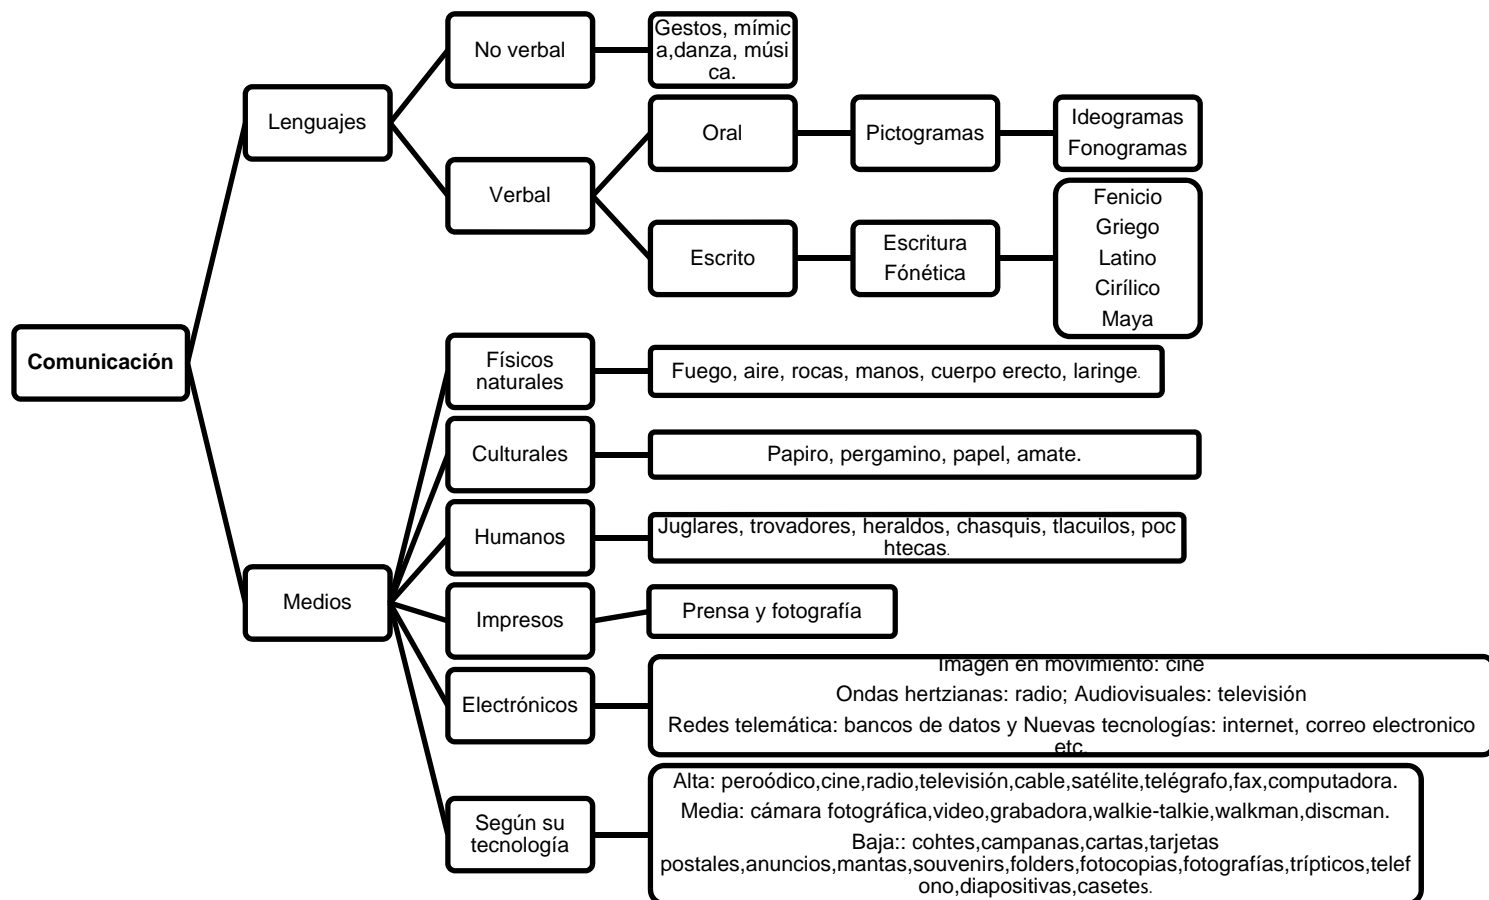 Comunicación
Lenguajes
No verbal
Gestos, mímic
a,danza, músi
ca.
Verbal
Oral
Pictogramas
Ideogramas
Fonogramas
Escrito
Escritura
Fónética
Fenicio
Griego
Latino
Cirílico
Maya
Medios
Físicos
naturales
Fuego, aire, rocas, manos, cuerpo erecto, laringe.
Culturales
Papiro, pergamino, papel, amate.
Humanos
Juglares, trovadores, heraldos, chasquis, tlacuilos, poc
htecas.
Impresos
Prensa y fotografía
Electrónicos
Imagen en movimiento: cine
Ondas hertzianas: radio; Audiovisuales: televisión
Redes telemática: bancos de datos y Nuevas tecnologías: internet, correo electronico
etc.
Según su
tecnología
Alta: peroódico,cine,radio,televisión,cable,satélite,telégrafo,fax,computadora.
Media: cámara fotográfica,video,grabadora,walkie-talkie,walkman,discman.
Baja:: cohtes,campanas,cartas,tarjetas
postales,anuncios,mantas,souvenirs,folders,fotocopias,fotografías,trípticos,telef
ono,diapositivas,casetes.